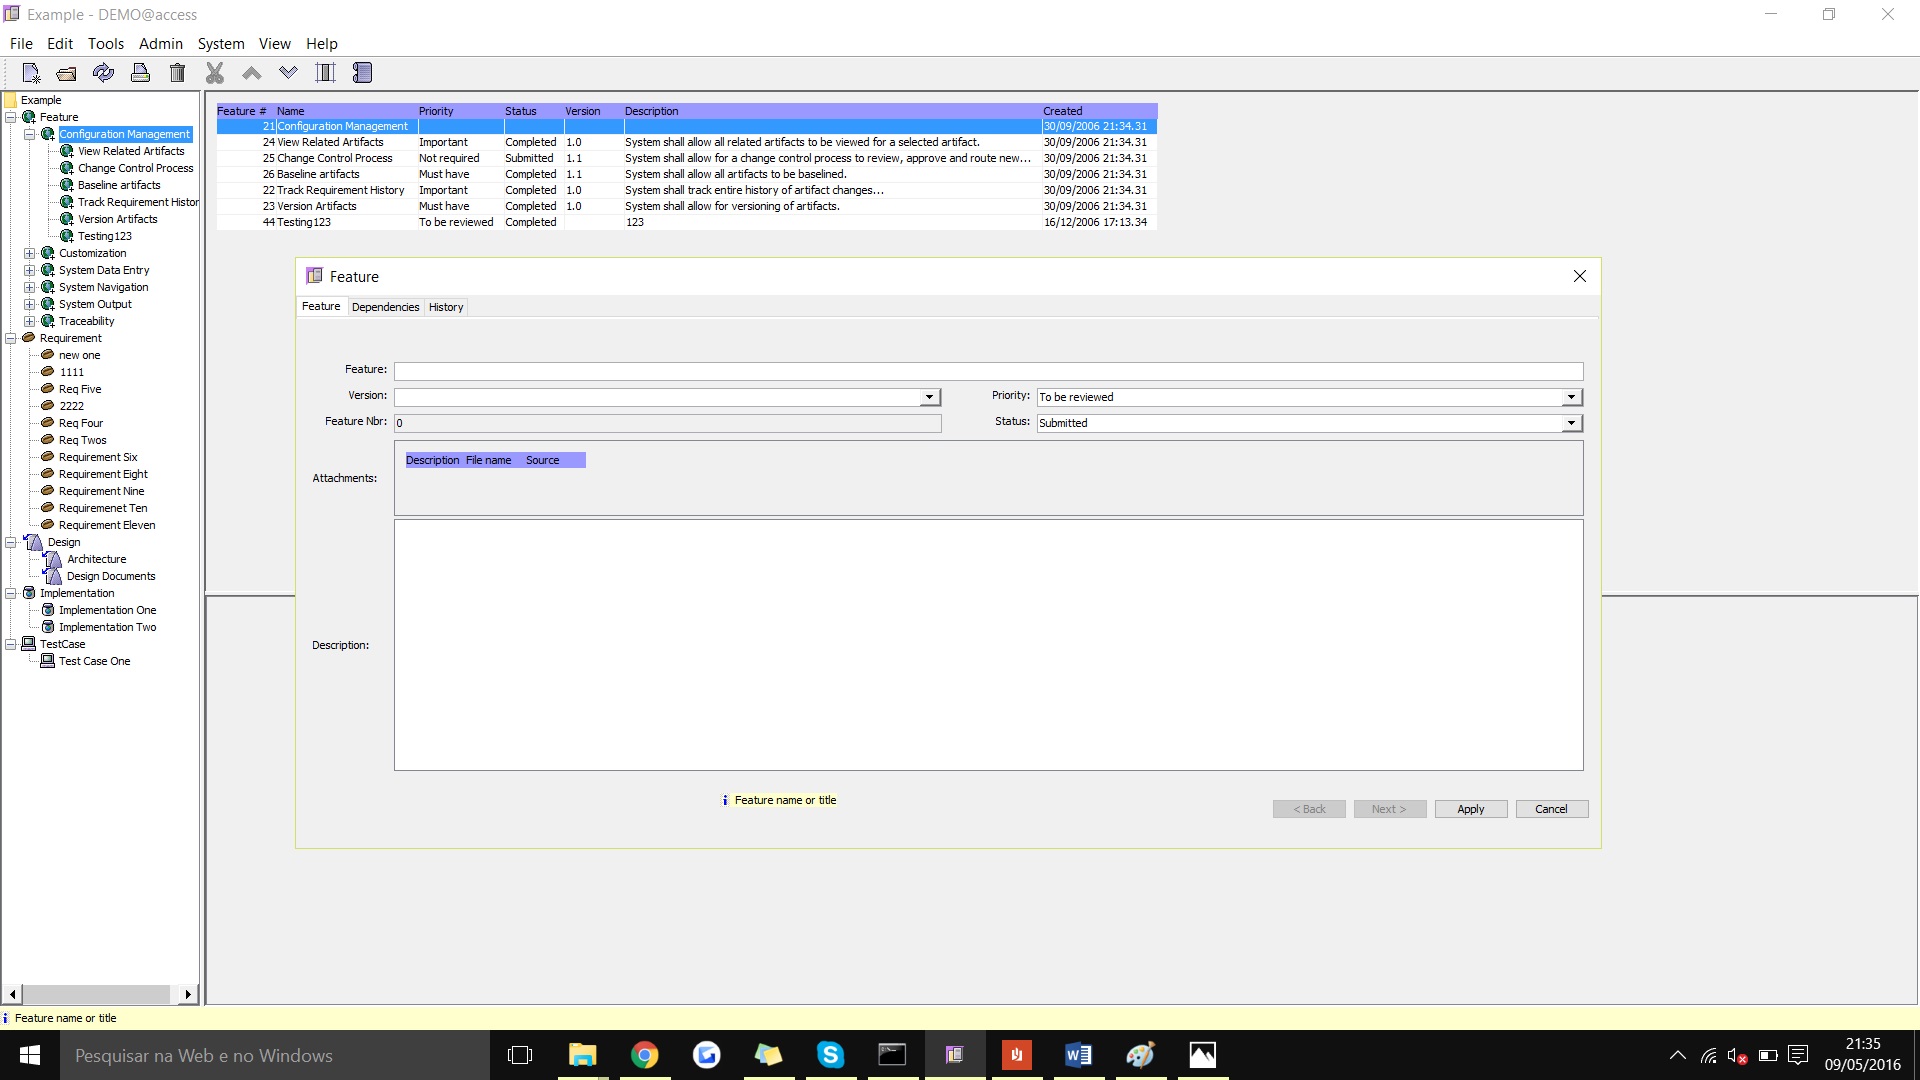 Example - DEMO@access
File Edit Tools Admin System View Help
Example
Feature
Configuration Management
View Related Artifacts
Change Control Process
Baseline artifacts
Track Requirement Histor
Version Artifacts
Testing123
Customization
System Data Entry
System Navigation
System Output
Traceability
Requirement
new one
1111
Req Five
2222
Req Four
Req Twos
Requirement Six
Requirement Eight
Requirement Nine
Requiremenet Ten
Requirement Eleven
Design
Architecture
Design Documents
Implementation
Implementation One
Implementation Two
TestCase
Test Case One
Feature # Name Priority Status Version Description Created
21 Configuration Management 30/09/2006 21:34.31
24 View Related Artifacts Important Completed 1.0 System shall allow all related artifacts to be viewed for a selected artifact. 30/09/2006 21:34.31
25 Change Control Process Not required Submitted 1.1 System shall allow for a change control process to review, approve and route new... 30/09/2006 21:34.31
26 Baseline artifacts Must have Completed 1.1 System shall allow all artifacts to be baselined. 30/09/2006 21:34.31
22 Track Requirement History Important Completed 1.0 System shall track entire history of artifact changes... 30/09/2006 21:34.31
23 Version Artifacts Must have Completed 1.0 System shall allow for versioning of artifacts. 30/09/2006 21:34.31
44 Testing123 To be reviewed Completed 123 16/12/2006 17:13.34
Feature
Feature Dependencies History
Feature:
Version: Priority: To be reviewed
Feature Nbr: 0 Status: Submitted
Description File name Source
Attachments:
Description:
Feature name or title
< Back Next > Apply Cancel
Feature name or title
Pesquisar na Web e no Windows
21:35
09/05/2016